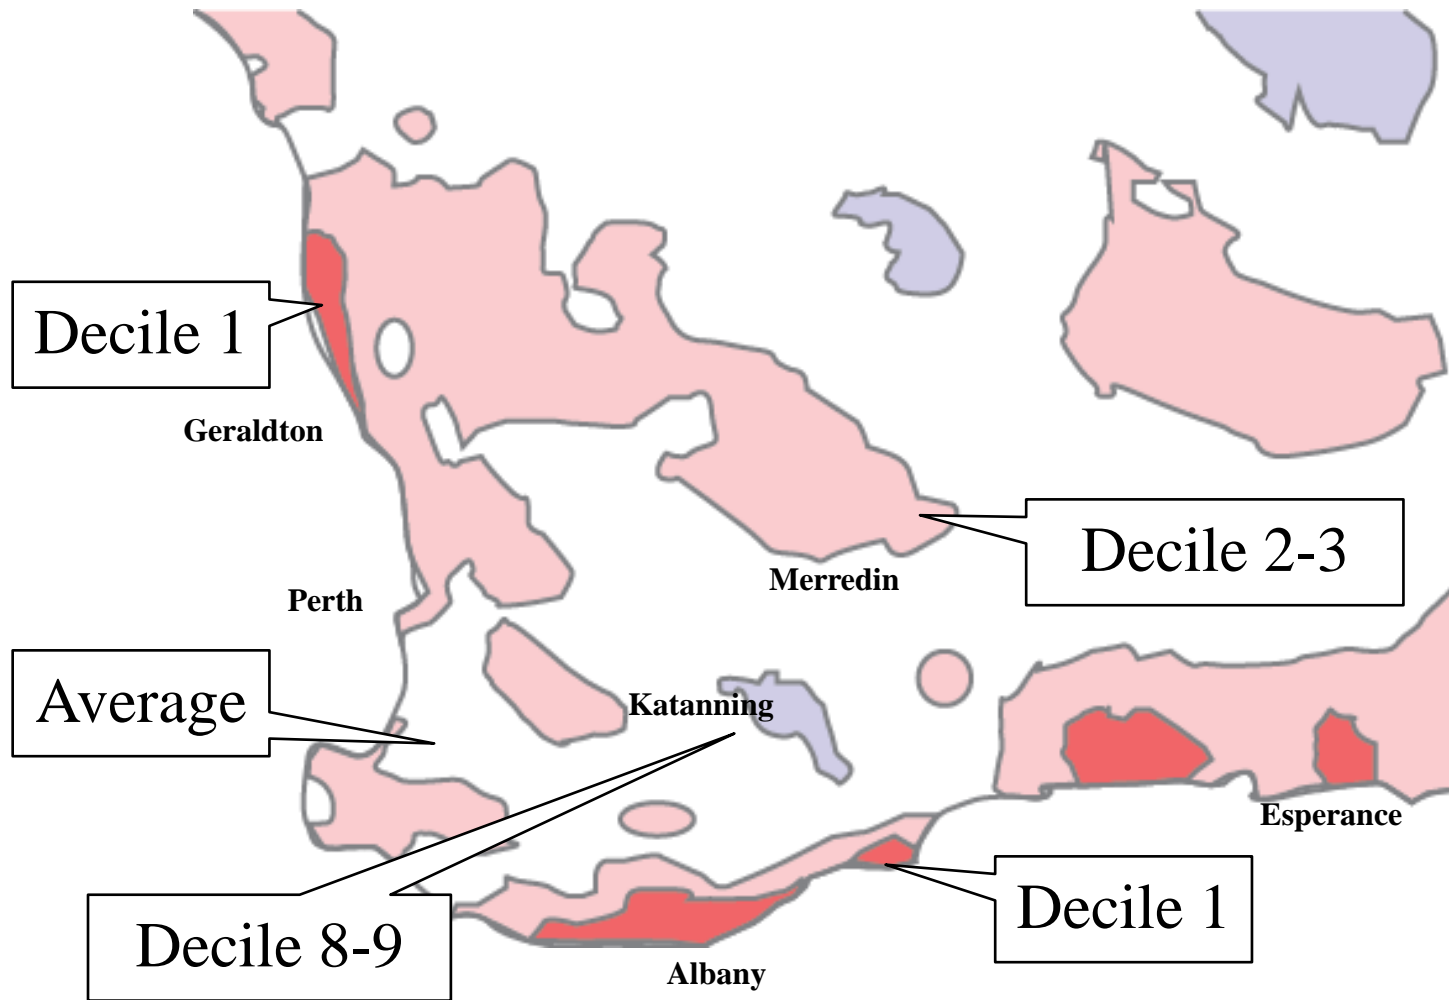 Decile 1
Geraldton
Decile 2-3
Merredin
Perth
Average
Katanning
Esperance
Decile 1
Decile 8-9
Albany